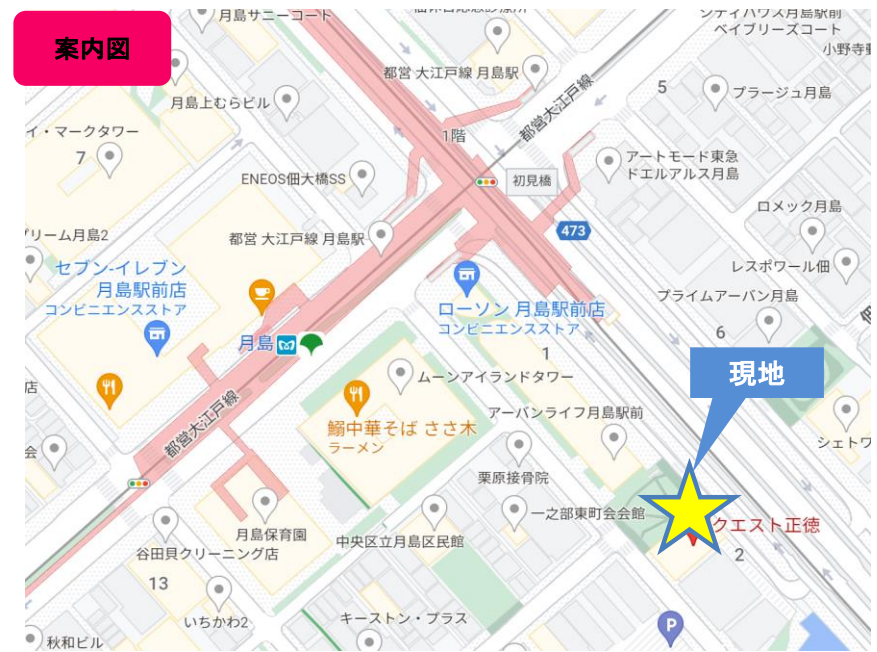 案内図
月島サニーコート
シティハウス月島駅前
ベイブリーズコート
小野寺
都営 大江戸線 月島駅
5
プラージュ月島
月島上むらビル
1階
都営大江戸線
イ・マークタワー
7
ENEOS佃大橋SS
初見橋
アートモード東急
ドエルアルス月島
473
ロメック月島
プリーム月島2
都営 大江戸線 月島駅
セブン-イレブン
月島駅前店
コンビニエンスストア
ローソン 月島駅前店
コンビニエンスストア
レスポワール佃
プライムアーバン月島
6
月島
1
現地
店
ムーンアイランドタワー
アーバンライフ月島駅前
鰯中華そば ささ木
ラーメン
都営大江戸線
会
栗原接骨院
シェトワ
一之部東町会会館
クエスト正徳
2
月島保育園
谷田貝クリーニング店
中央区立月島区民館
13
いちかわ2
キーストン・プラス
P
秋和ビル